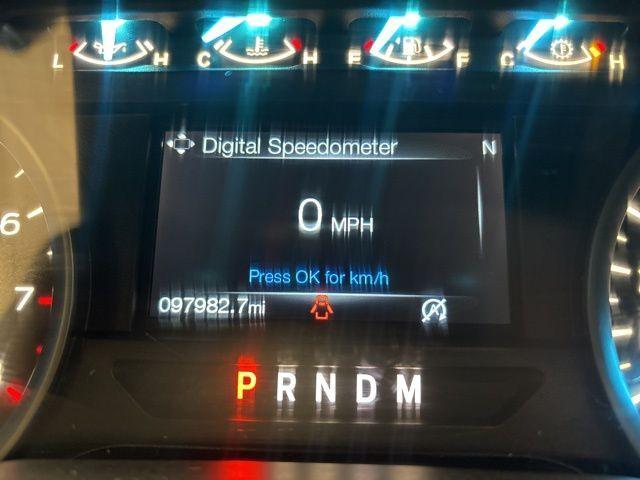 L H C H E F C H
Digital Speedometer N
0 MPH
6
Press OK for km/h
7
097982.7mi
P R N D M